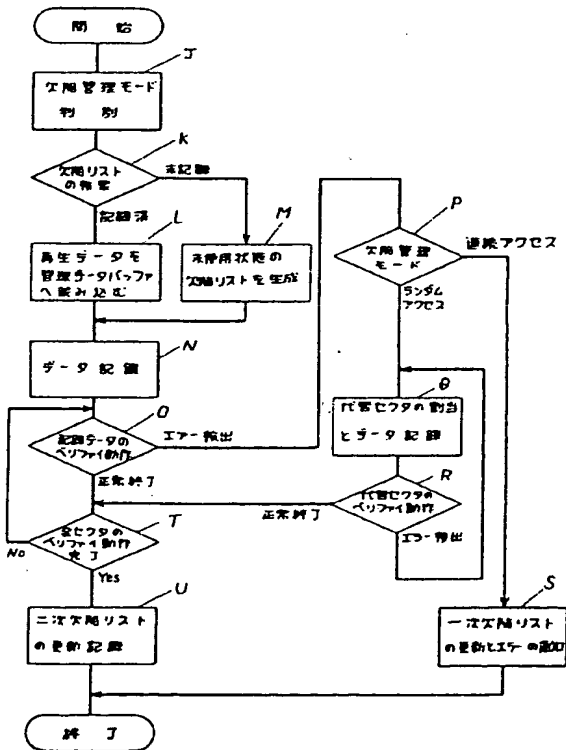 開始
J
欠陥管理モード
判別
K
欠陥リスト
の
未記録
記録済
L
再生データを
管理データバッファ
へ読み込む
M
未使用状態の
欠陥リストを生成
N
データ記録
O
記録データの
ベリファイ動作
エラー検出
正常終了
T
全セクタの
ベリファイ動作
完了
No
Yes
U
二次欠陥リスト
の更新記録
終了
P
欠陥管理
モード
連続アクセス
ランダム
アクセス
Q
代替セクタの割当
とデータ記録
R
代替セクタの
ベリファイ動作
正常終了
エラー検出
S
一次欠陥リスト
の更新とエラーの